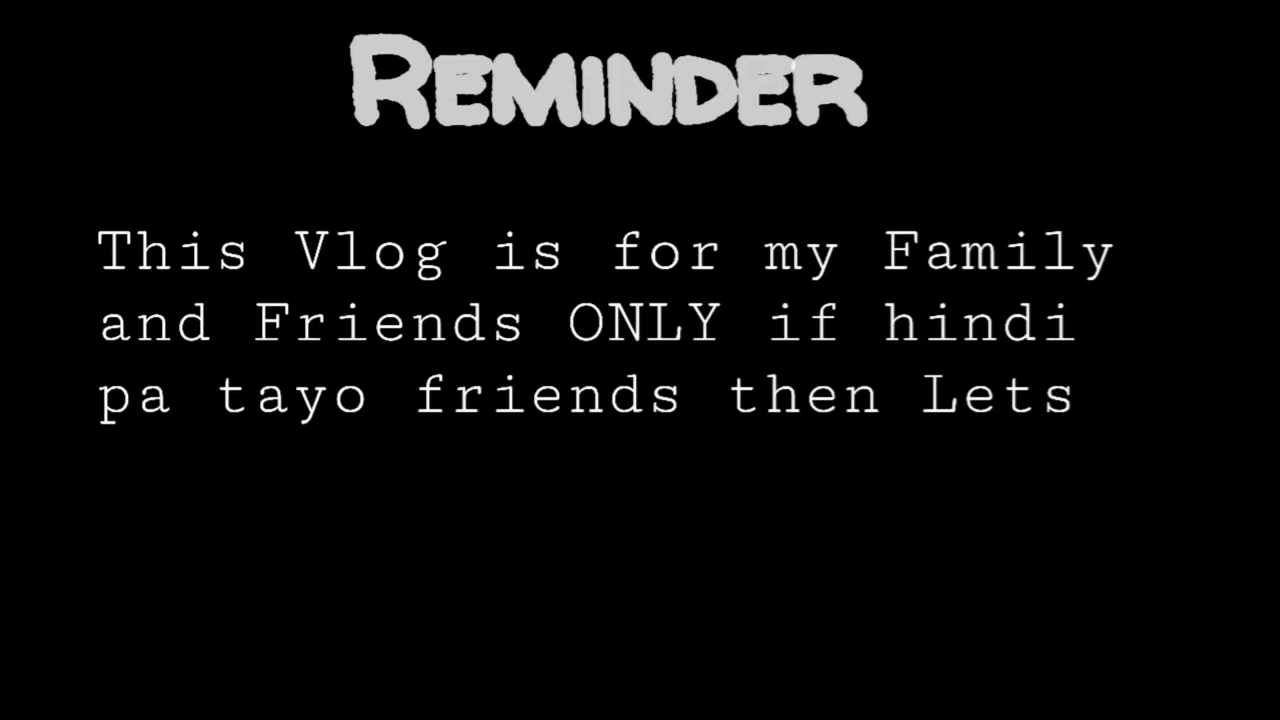 REMINDER
This Vlog is for my Family
and Friends ONLY if hindi
pa tayo friends then Lets